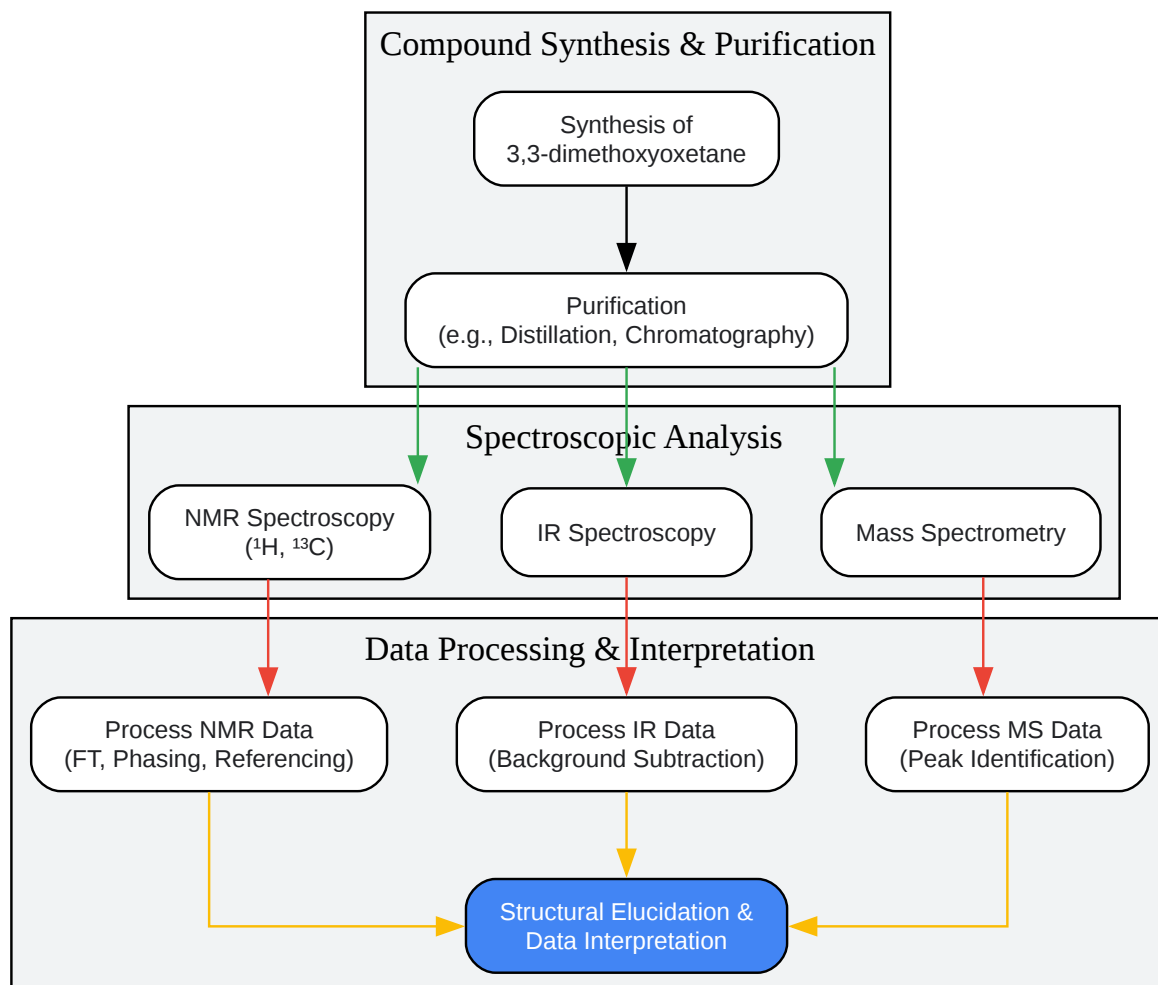 Compound Synthesis & Purification
Synthesis of
3,3-dimethoxyoxetane
Purification
(e.g., Distillation, Chromatography)
Spectroscopic Analysis
NMR Spectroscopy
(¹H, ¹³C)
IR Spectroscopy
Mass Spectrometry
Data Processing & Interpretation
Process NMR Data
(FT, Phasing, Referencing)
Process IR Data
(Background Subtraction)
Process MS Data
(Peak Identification)
Structural Elucidation &
Data Interpretation